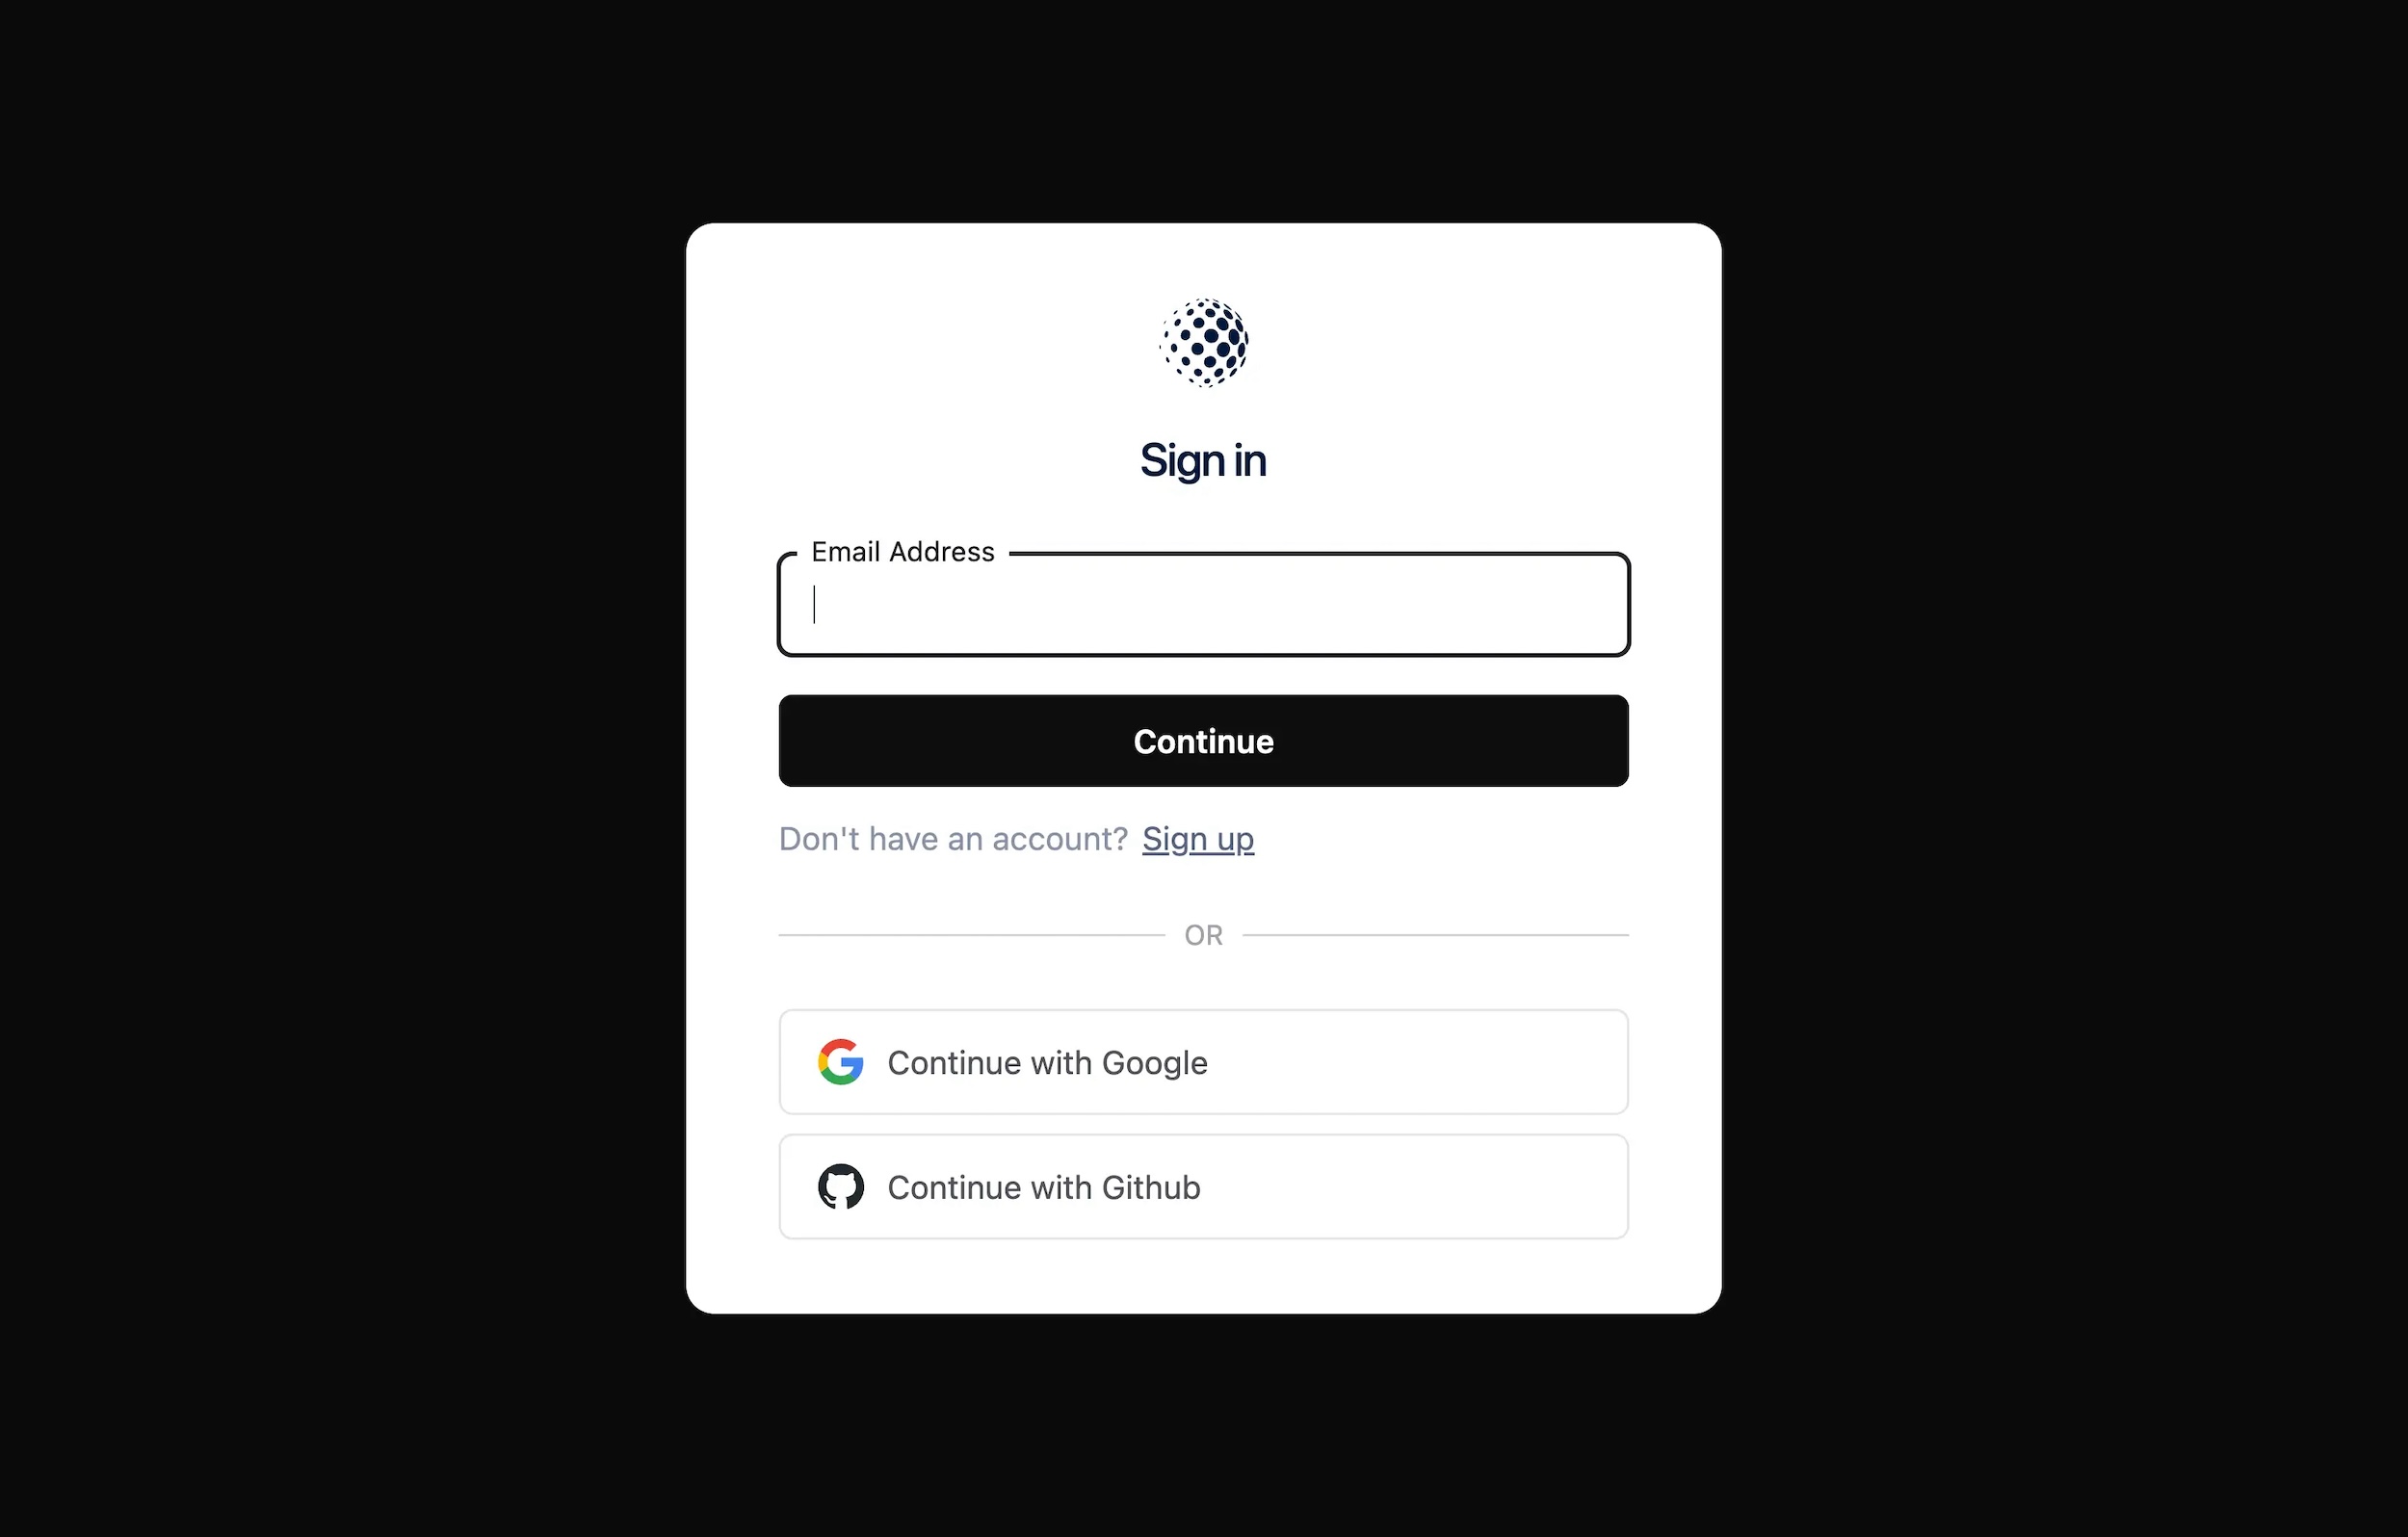 Sign in
Email Address
Continue
Don't have an account? Sign up
OR
Continue with Google
Continue with Github